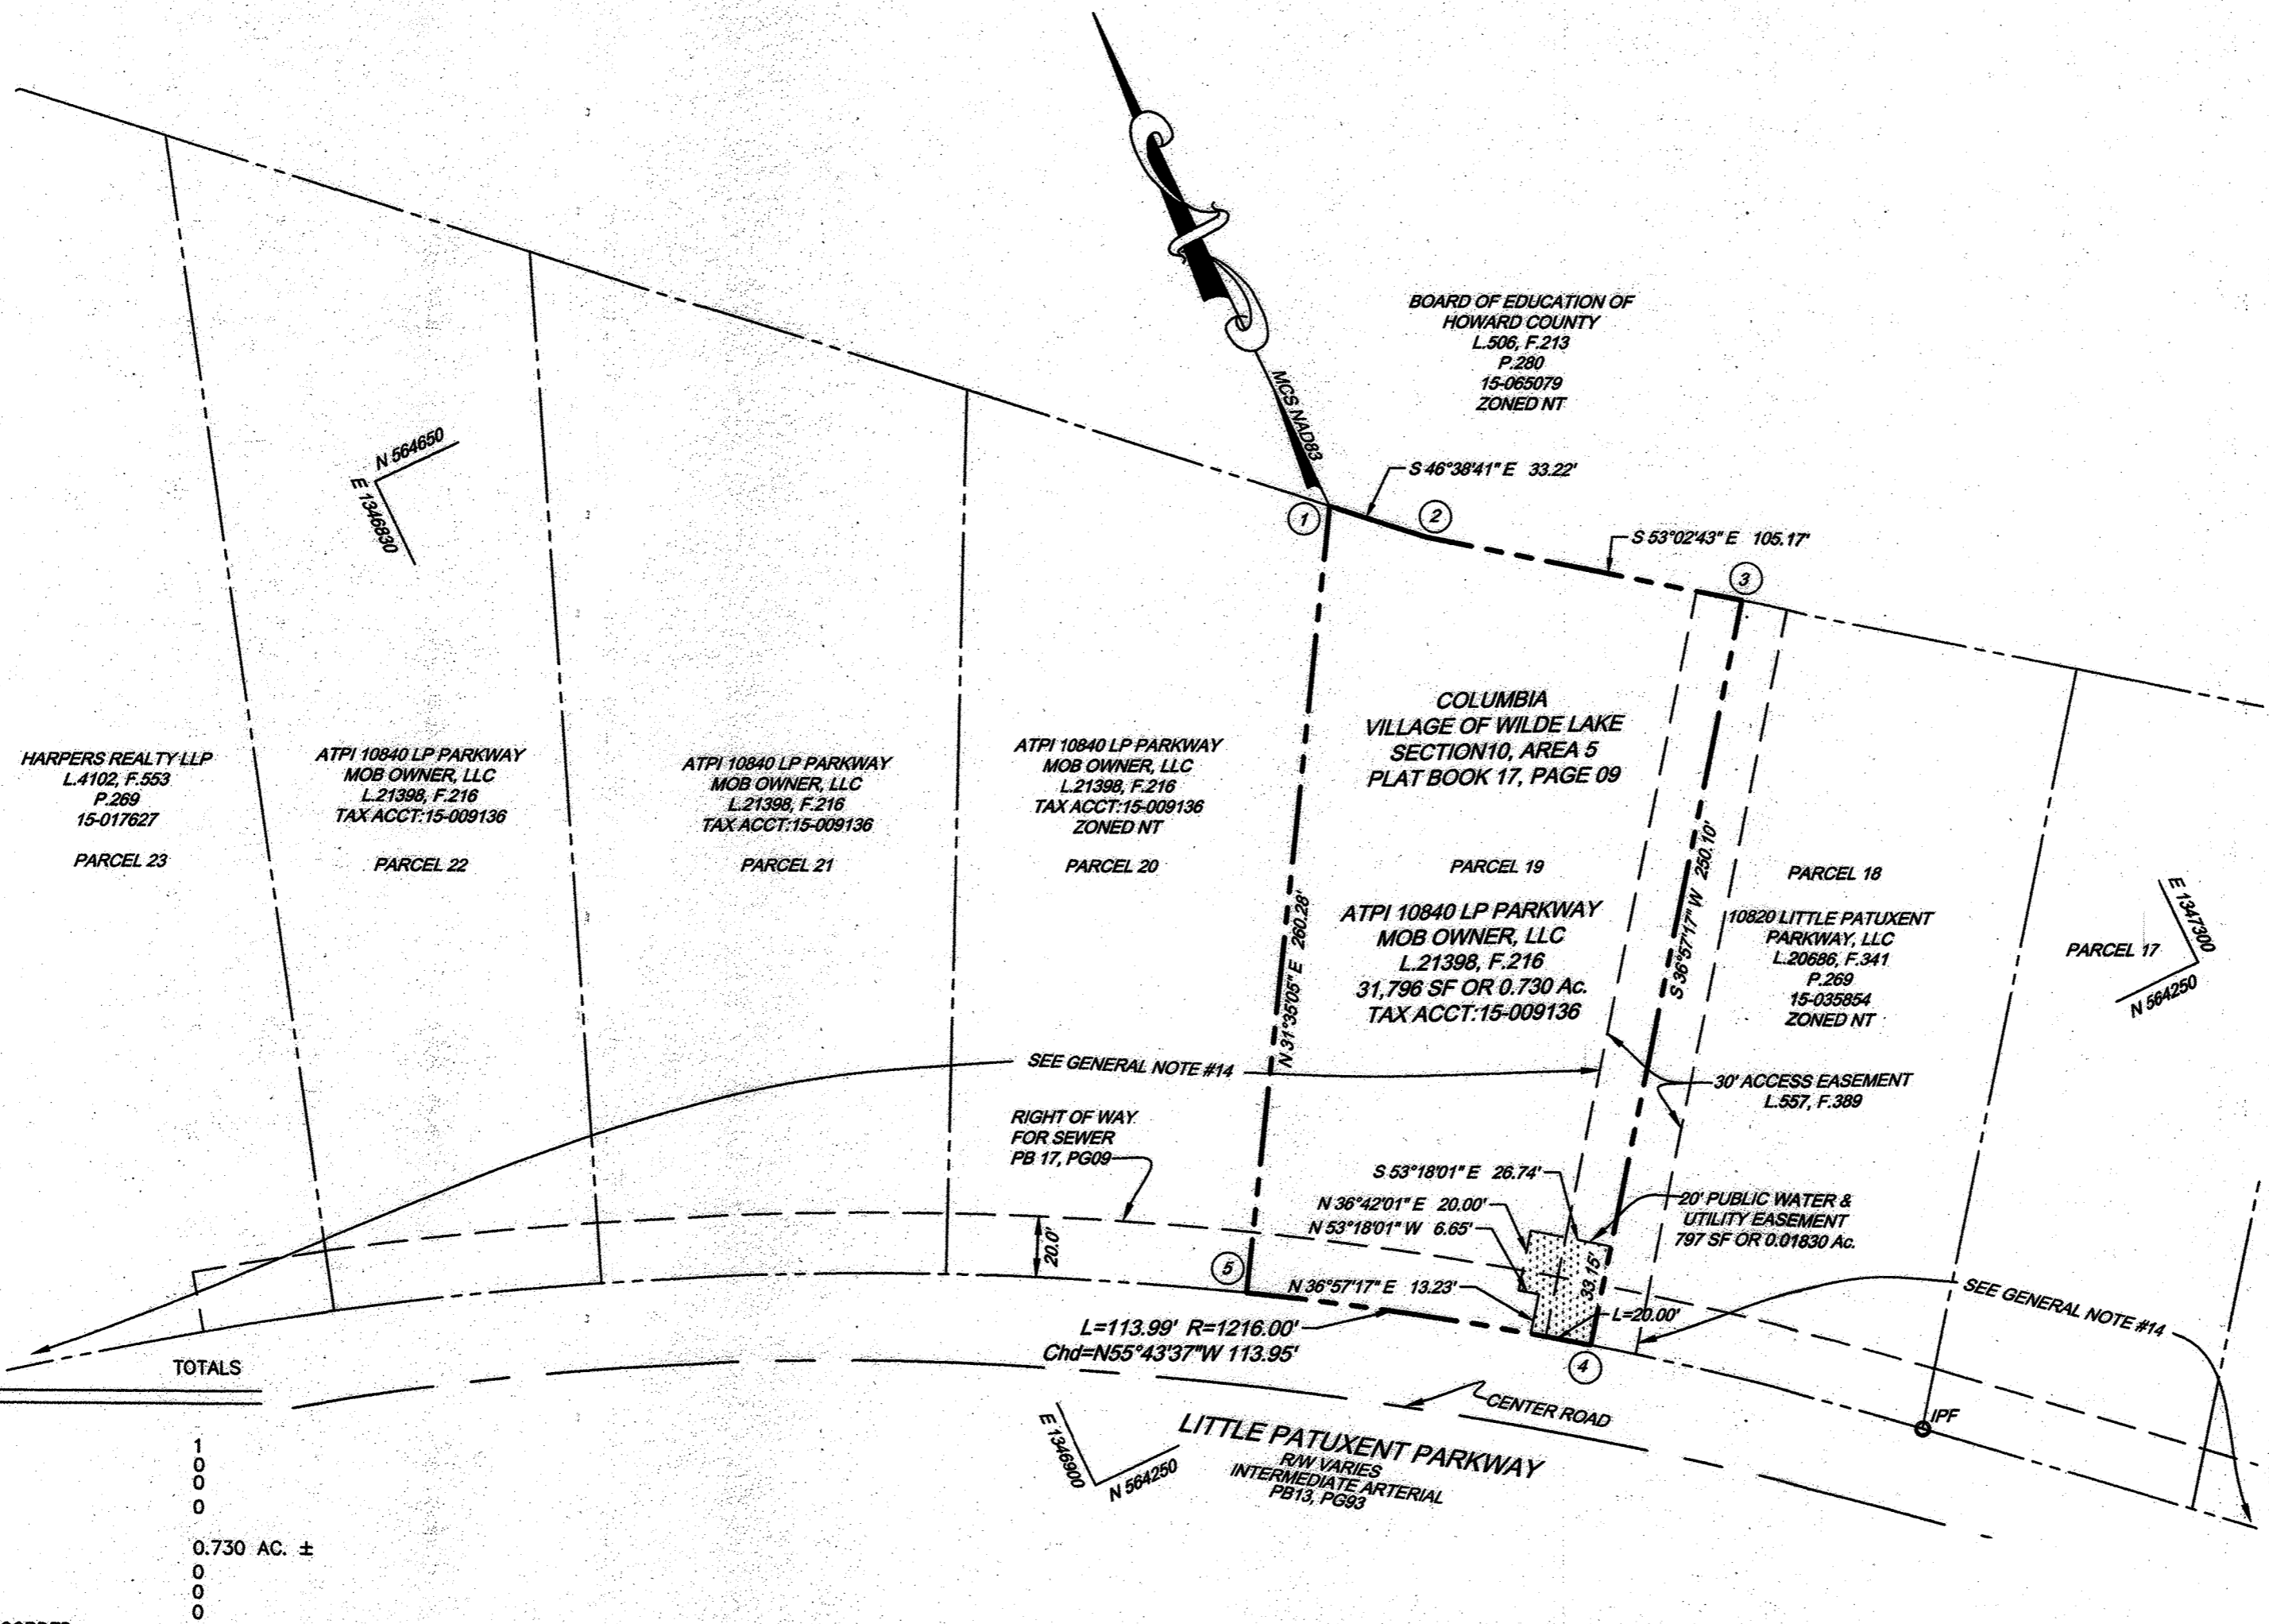 BOARD OF EDUCATION OF
HOWARD COUNTY
L.506, F.213
P.280
15-065079
ZONED NT
MCS NAD83
N 564650
E 1346830
S 46°38'41" E 33.22'
1
2
S 53°02'43" E 105.17'
3
COLUMBIA
VILLAGE OF WILDE LAKE
SECTION10, AREA 5
PLAT BOOK 17, PAGE 09
HARPERS REALTY LLP
L.4102, F.553
P.269
15-017627
PARCEL 23
ATPI 10840 LP PARKWAY
MOB OWNER, LLC
L.21398, F.216
TAX ACCT:15-009136
PARCEL 22
ATPI 10840 LP PARKWAY
MOB OWNER, LLC
L.21398, F.216
TAX ACCT:15-009136
PARCEL 21
ATPI 10840 LP PARKWAY
MOB OWNER, LLC
L.21398, F.216
TAX ACCT:15-009136
ZONED NT
PARCEL 20
N 31°35'05" E 260.28'
PARCEL 19
ATPI 10840 LP PARKWAY
MOB OWNER, LLC
L.21398, F.216
31,796 SF OR 0.730 Ac.
TAX ACCT:15-009136
S 36°57'17" W 250.10'
PARCEL 18
10820 LITTLE PATUXENT
PARKWAY, LLC
L.20686, F.341
P.269
15-035854
ZONED NT
PARCEL 17
E 1347300
N 564250
SEE GENERAL NOTE #14
30' ACCESS EASEMENT
L.557, F.389
RIGHT OF WAY
FOR SEWER
PB 17, PG09
S 53°18'01" E 26.74'
N 36°42'01" E 20.00'
N 53°18'01" W 6.65'
20' PUBLIC WATER &
UTILITY EASEMENT
797 SF OR 0.01830 Ac.
20.0'
5
33.15'
N 36°57'17" E 13.23'
L=20.00'
SEE GENERAL NOTE #14
L=113.99' R=1216.00'
Chd=N55°43'37"W 113.95'
4
TOTALS
CENTER ROAD
IPF
E 1346900
N 564250
LITTLE PATUXENT PARKWAY
R/W VARIES
INTERMEDIATE ARTERIAL
PB13, PG93
1
0
0
0
0.730 AC. ±
0
0
0